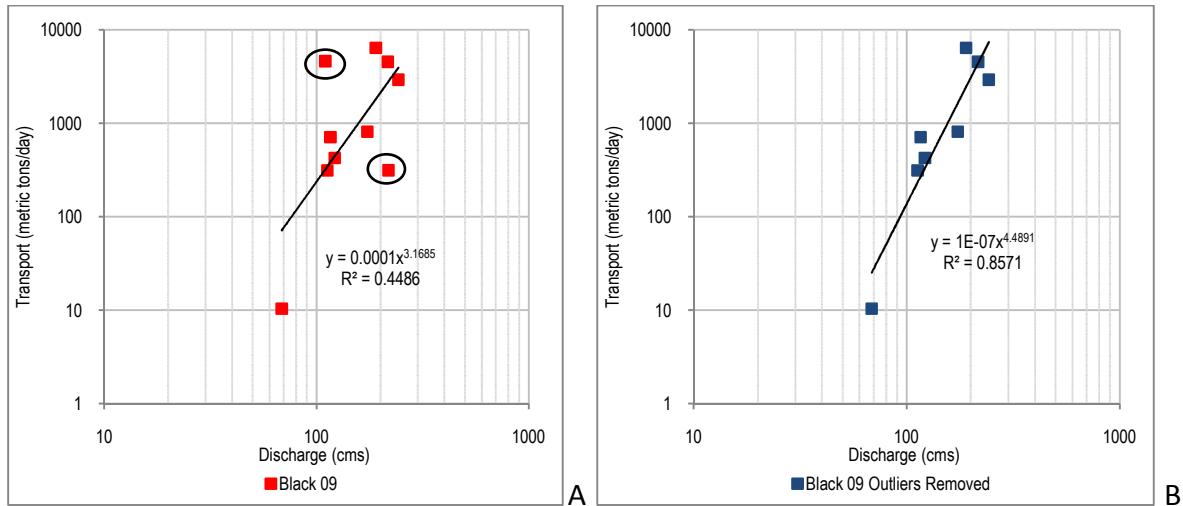 10000
1000
100
10
1
Transport (metric tons/day)
y = 0.0001x^3.1685
R² = 0.4486
10 100 1000
Discharge (cms)
Black 09
A
10000
1000
100
10
1
Transport (metric tons/day)
y = 1E-07x^4.4891
R² = 0.8571
10 100 1000
Discharge (cms)
Black 09 Outliers Removed
B